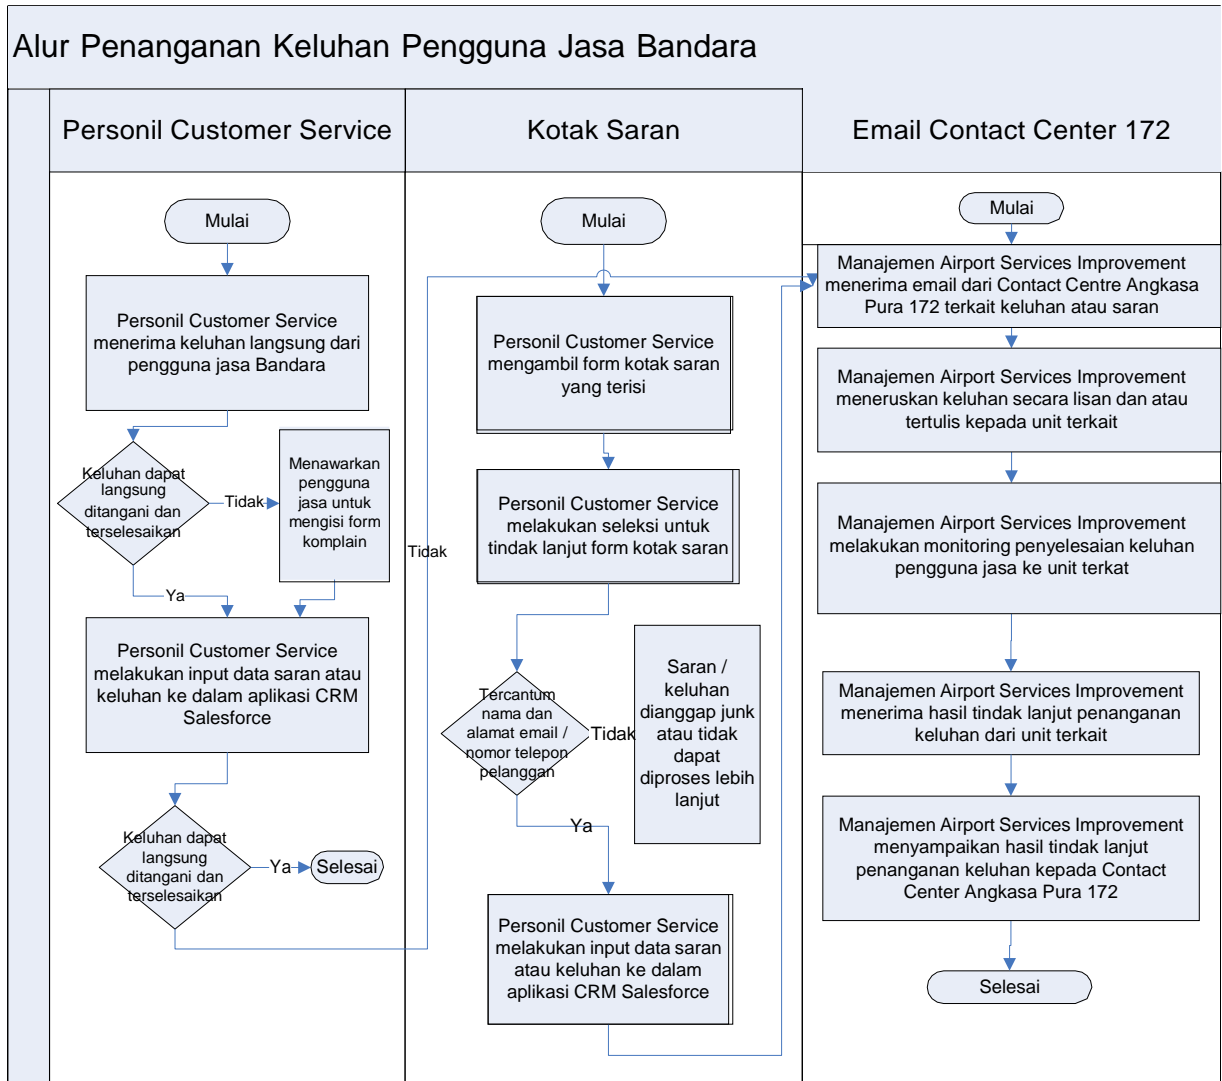 Alur Penanganan Keluhan Pengguna Jasa Bandara
Personil Customer Service
Kotak Saran
Email Contact Center 172
Mulai
Personil Customer Service
menerima keluhan langsung dari
pengguna jasa Bandara
Keluhan dapat
langsung
ditangani dan
terselesaikan
Tidak
Menawarkan
pengguna
jasa untuk
mengisi form
komplain
Ya
Personil Customer Service
melakukan input data saran atau
keluhan ke dalam aplikasi CRM
Salesforce
Keluhan dapat
langsung
ditangani dan
terselesaikan
Ya
Selesai
Tidak
Mulai
Personil Customer Service
mengambil form kotak saran
yang terisi
Personil Customer Service
melakukan seleksi untuk
tindak lanjut form kotak saran
Tercantum
nama dan
alamat email /
nomor telepon
pelanggan
Tidak
Saran /
keluhan
dianggap junk
atau tidak
dapat
diproses lebih
lanjut
Ya
Personil Customer Service
melakukan input data saran
atau keluhan ke dalam
aplikasi CRM Salesforce
Mulai
Manajemen Airport Services Improvement
menerima email dari Contact Centre Angkasa
Pura 172 terkait keluhan atau saran
Manajemen Airport Services Improvement
meneruskan keluhan secara lisan dan atau
tertulis kepada unit terkait
Manajemen Airport Services Improvement
melakukan monitoring penyelesaian keluhan
pengguna jasa ke unit terkat
Manajemen Airport Services Improvement
menerima hasil tindak lanjut penanganan
keluhan dari unit terkait
Manajemen Airport Services Improvement
menyampaikan hasil tindak lanjut
penanganan keluhan kepada Contact
Center Angkasa Pura 172
Selesai